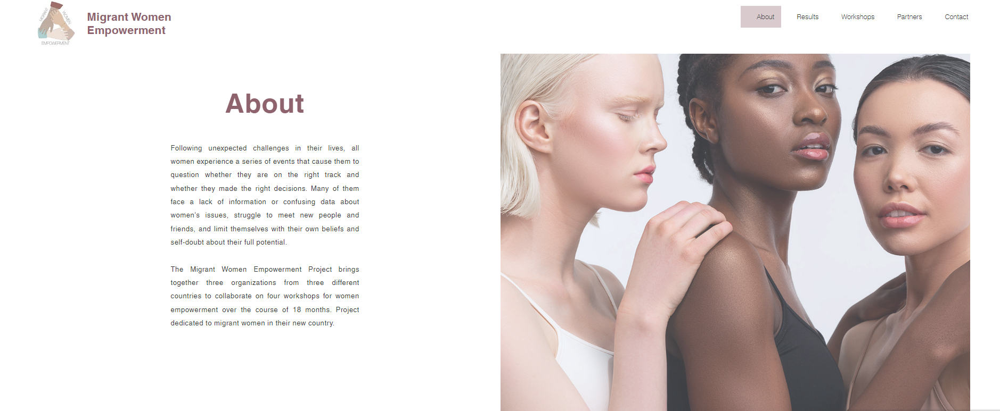 MIGRANT
WOMEN
EMPOWERMENT
Migrant Women
Empowerment
About
Results
Workshops
Partners
Contact
About
Following unexpected challenges in their lives, all
women experience a series of events that cause them to
question whether they are on the right track and
whether they made the right decisions. Many of them
face a lack of information or confusing data about
women's issues, struggle to meet new people and
friends, and limit themselves with their own beliefs and
self-doubt about their full potential.
The Migrant Women Empowerment Project brings
together three organizations from three different
countries to collaborate on four workshops for women
empowerment over the course of 18 months. Project
dedicated to migrant women in their new country.